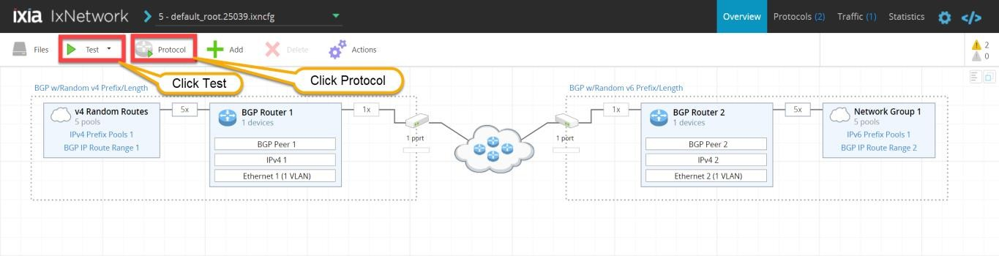 ixia IxNetwork 5 - default_root.25039.ixncfg Overview Protocols (2) Traffic (1) Statistics
Files Test Protocol Add Delete Actions 2
0
Click Test Click Protocol
BGP w/Random v4 Prefix/Length BGP w/Random v6 Prefix/Length
v4 Random Routes
5 pools
IPv4 Prefix Pools 1
BGP IP Route Range 1
5x
BGP Router 1
1 devices
BGP Peer 1
IPv4 1
Ethernet 1 (1 VLAN)
1x
1 port
1 port
1x
BGP Router 2
1 devices
BGP Peer 2
IPv4 2
Ethernet 2 (1 VLAN)
5x
Network Group 1
5 pools
IPv6 Prefix Pools 1
BGP IP Route Range 2